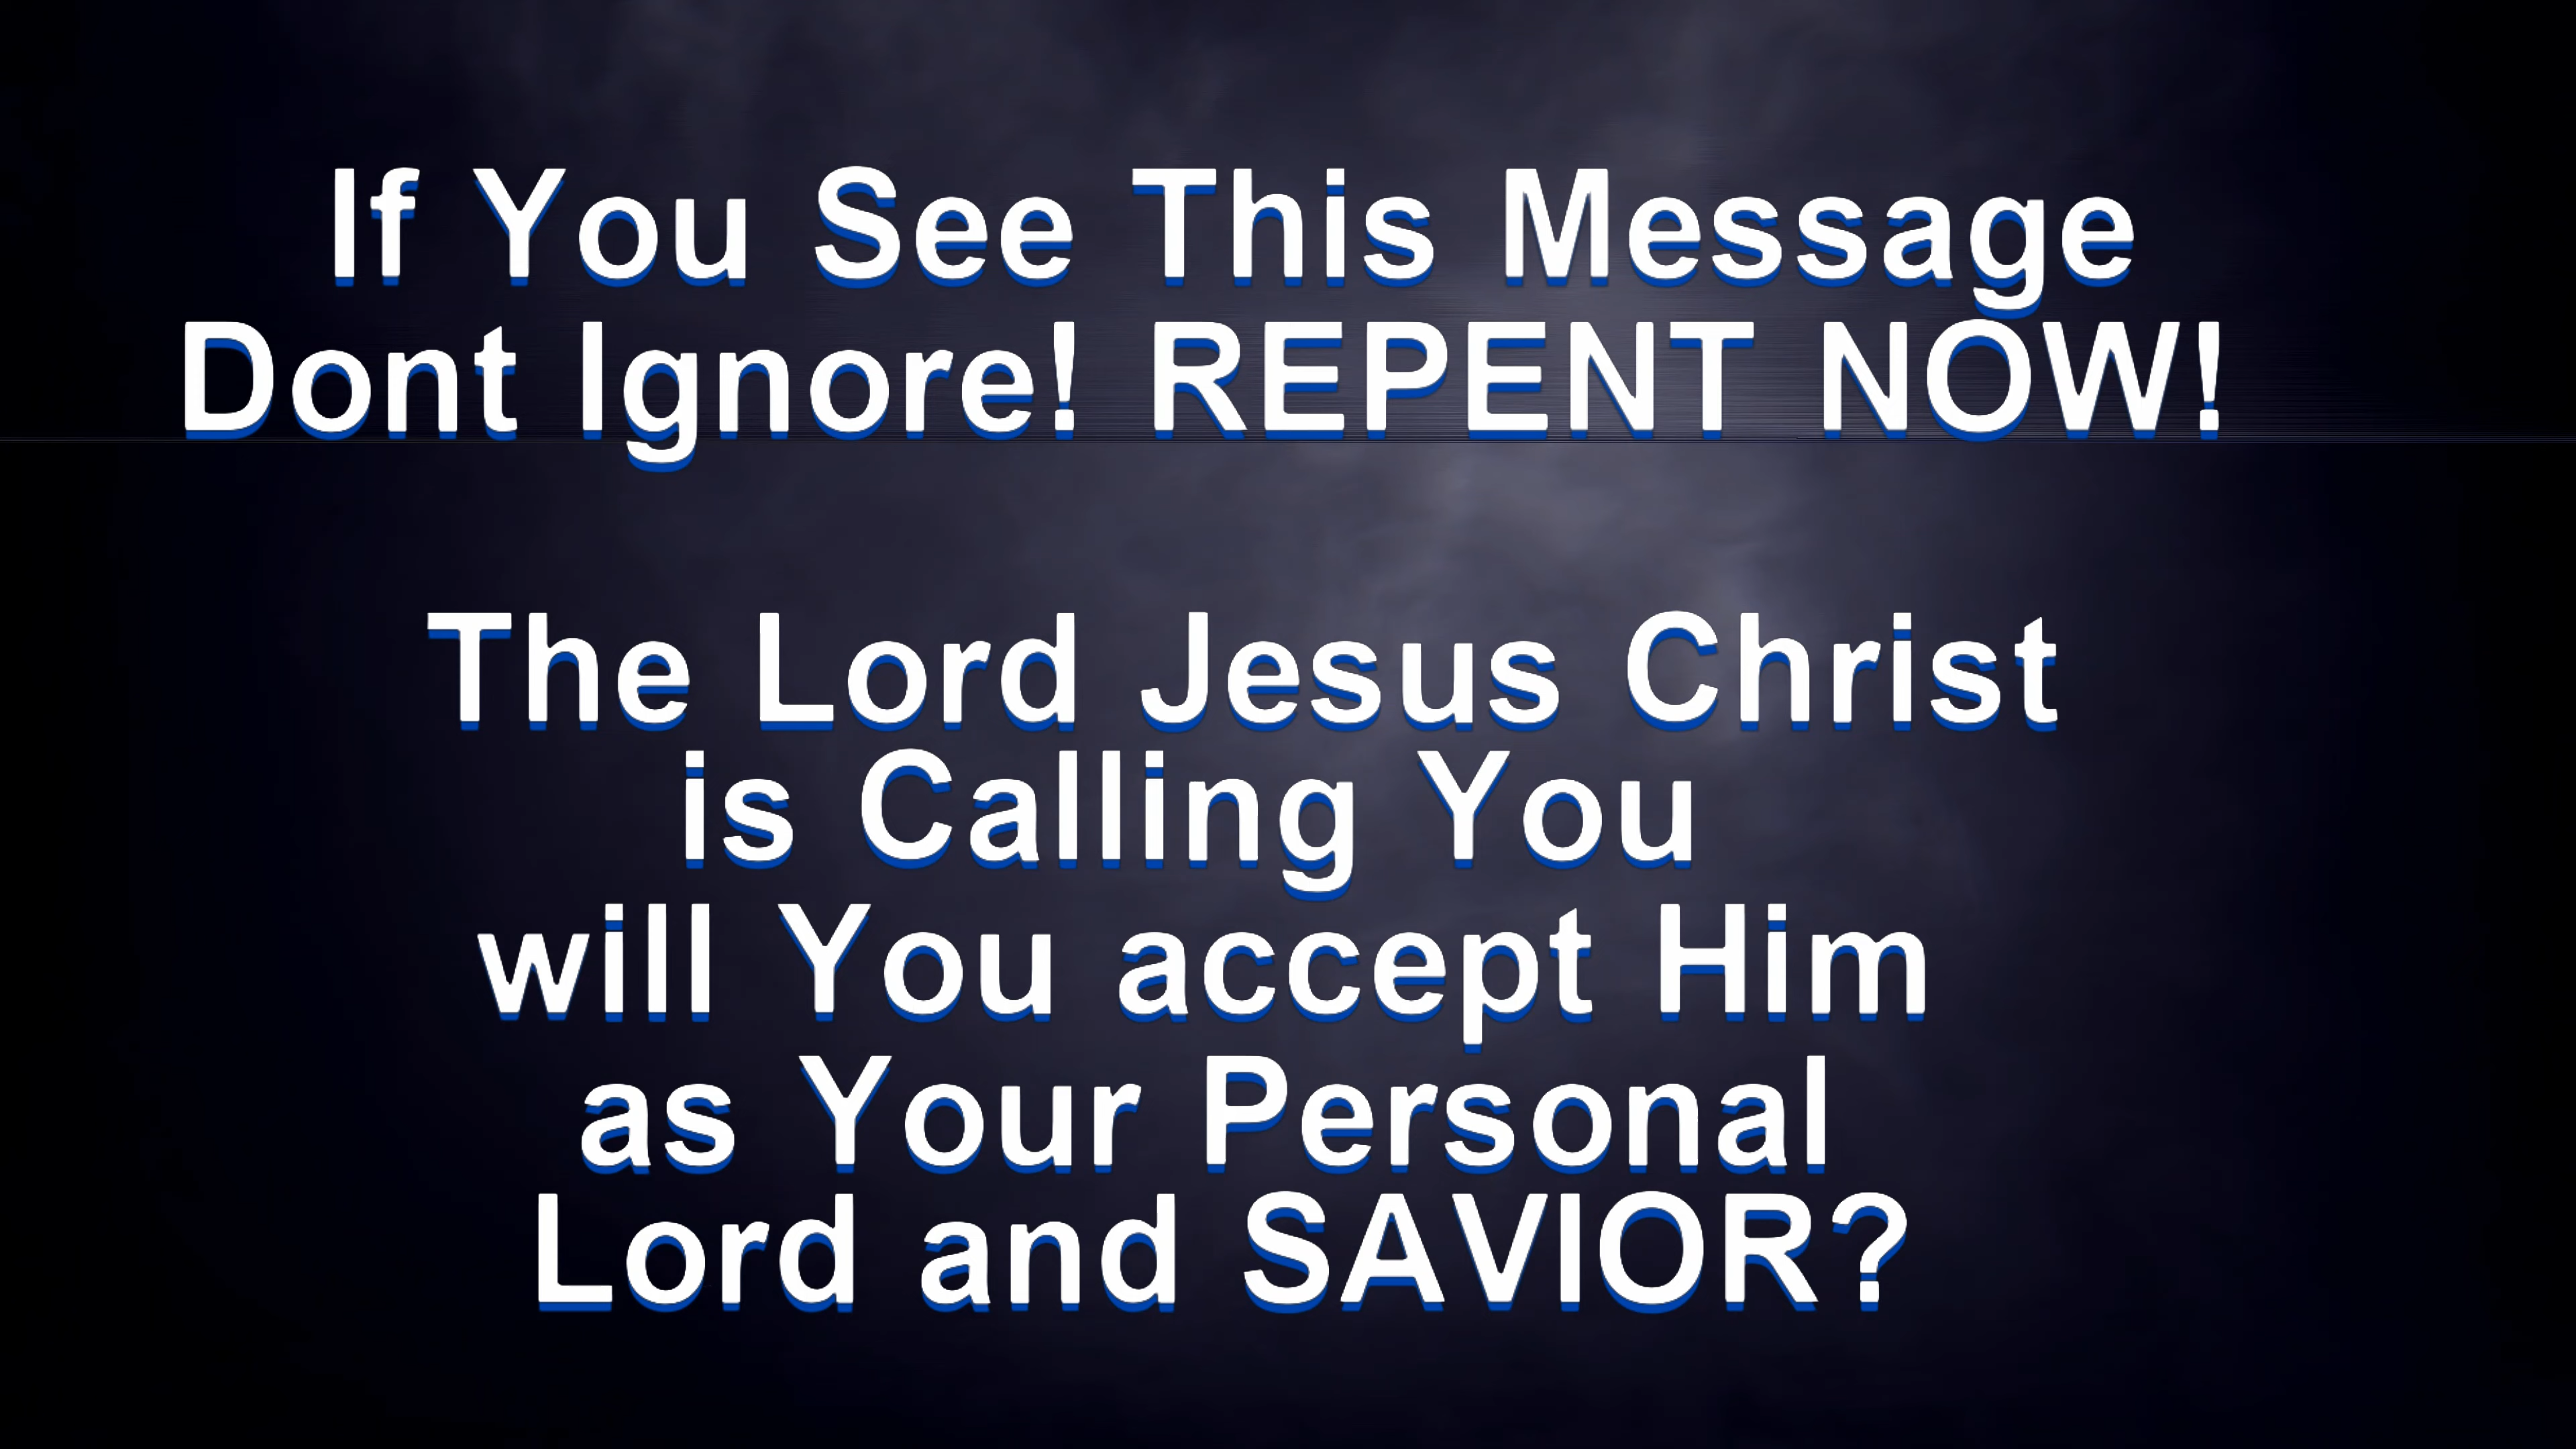 If You See This Message
Dont Ignore! REPENT NOW!
The Lord Jesus Christ
is Calling You
will You accept Him
as Your Personal
Lord and SAVIOR?